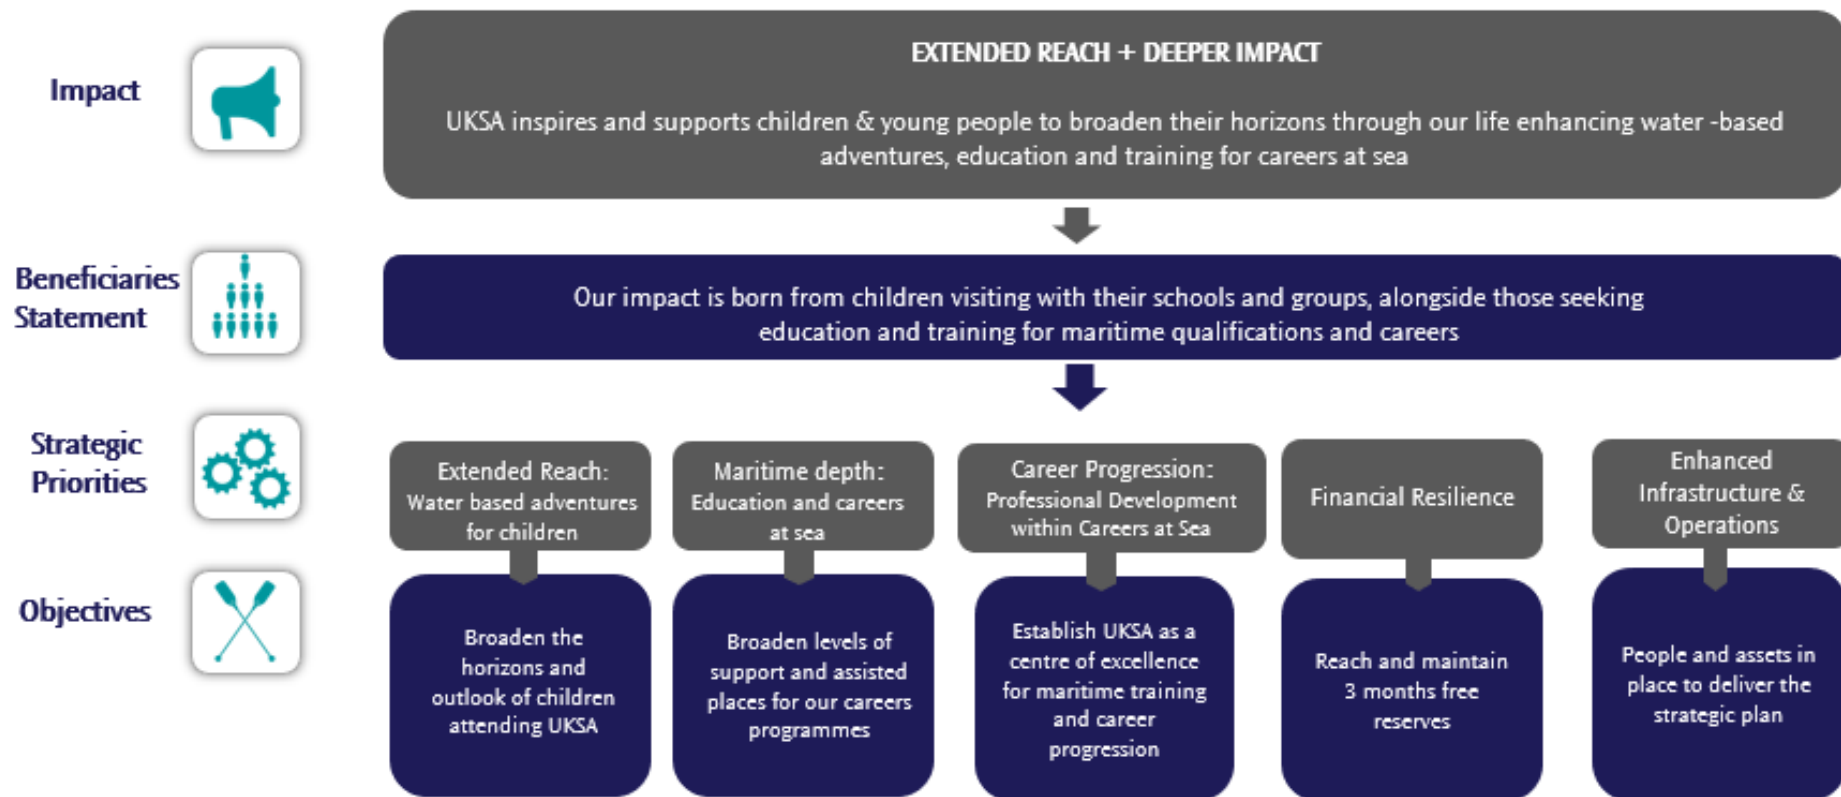 Impact
EXTENDED REACH + DEEPER IMPACT
UKSA inspires and supports children & young people to broaden their horizons through our life enhancing water -based
adventures, education and training for careers at sea
Beneficiaries
Statement
Our impact is born from children visiting with their schools and groups, alongside those seeking
education and training for maritime qualifications and careers
Strategic
Priorities
Extended Reach:
Water based adventures
for children
Maritime depth:
Education and careers
at sea
Career Progression:
Professional Development
within Careers at Sea
Financial Resilience
Enhanced
Infrastructure &
Operations
Objectives
Broaden the
horizons and
outlook of children
attending UKSA
Broaden levels of
support and assisted
places for our careers
programmes
Establish UKSA as a
centre of excellence
for maritime training
and career
progression
Reach and maintain
3 months free
reserves
People and assets in
place to deliver the
strategic plan